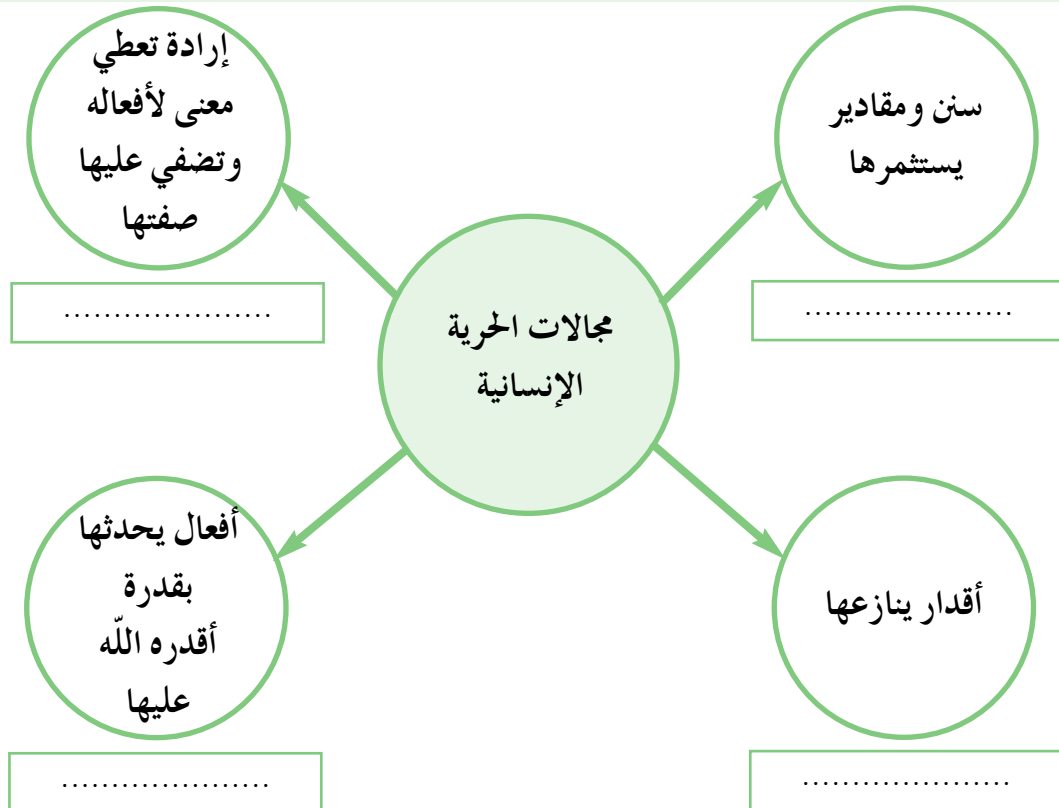 مجالات الحرية
الإنسانية
سنن ومقادير
يستثمرها
.....................
إرادة تعطي
معنى لأفعاله
وتضفي عليها
صفتها
.....................
أقدار ينازعها
.....................
أفعال يحدثها
بقدرة
أقدره اللّه
عليها
.....................